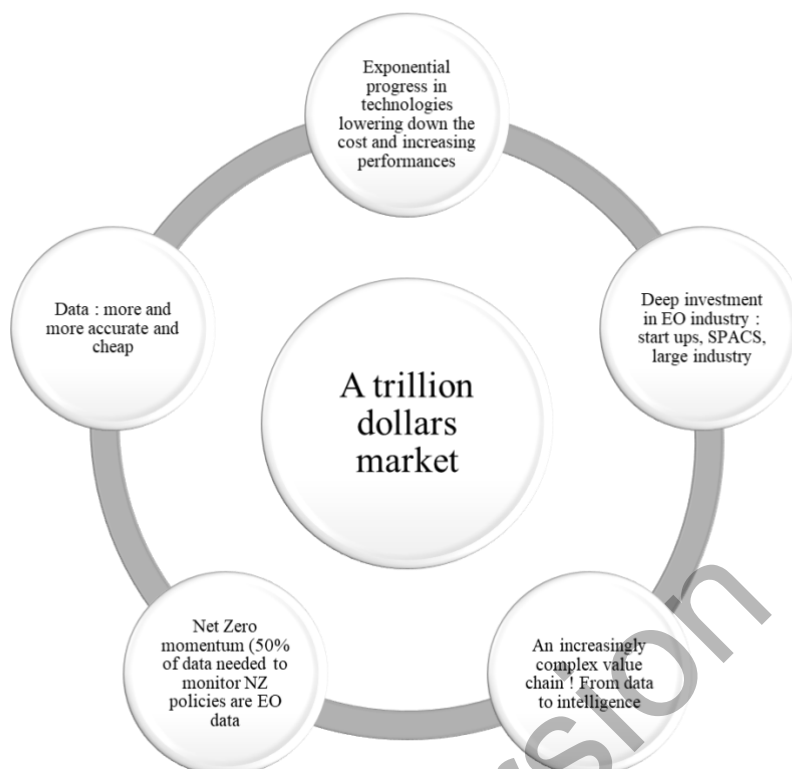 Exponential
progress in
technologies
lowering down the
cost and increasing
performances
Deep investment
in EO industry :
start ups, SPACS,
large industry
An increasingly
complex value
chain ! From data
to intelligence
Net Zero
momentum (50%
of data needed to
monitor NZ
policies are EO
data
Data : more and
more accurate and
cheap
A trillion
dollars
market
rsion